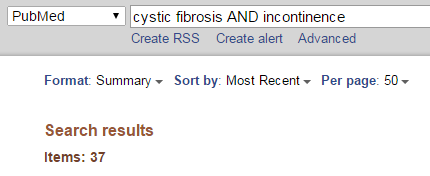 PubMed cystic fibrosis AND incontinence
Create RSS Create alert Advanced
Format: Summary Sort by: Most Recent Per page: 50
Search results
Items: 37